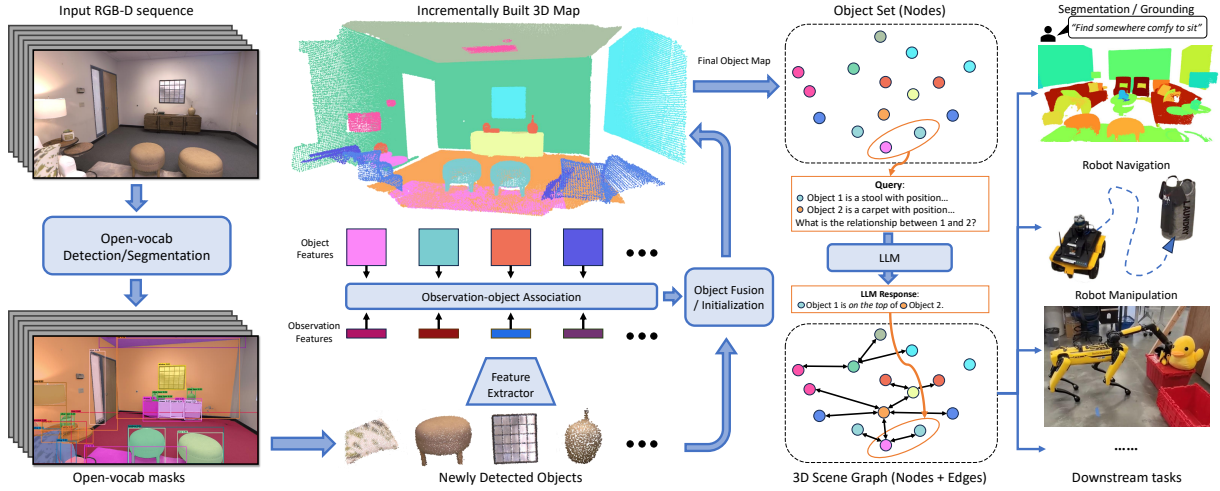 Input RGB-D sequence
Open-vocab
Detection/Segmentation
Open-vocab masks
Incrementally Built 3D Map
Object
Features
Observation-object Association
Observation
Features
Feature
Extractor
Newly Detected Objects
Object Fusion
/ Initialization
Final Object Map
Object Set (Nodes)
Query:
Object 1 is a stool with position…
Object 2 is a carpet with position…
What is the relationship between 1 and 2?
LLM
LLM Response:
Object 1 is on the top of Object 2.
3D Scene Graph (Nodes + Edges)
Segmentation / Grounding
"Find somewhere comfy to sit"
Robot Navigation
LAUNDRY
Robot Manipulation
……
Downstream tasks